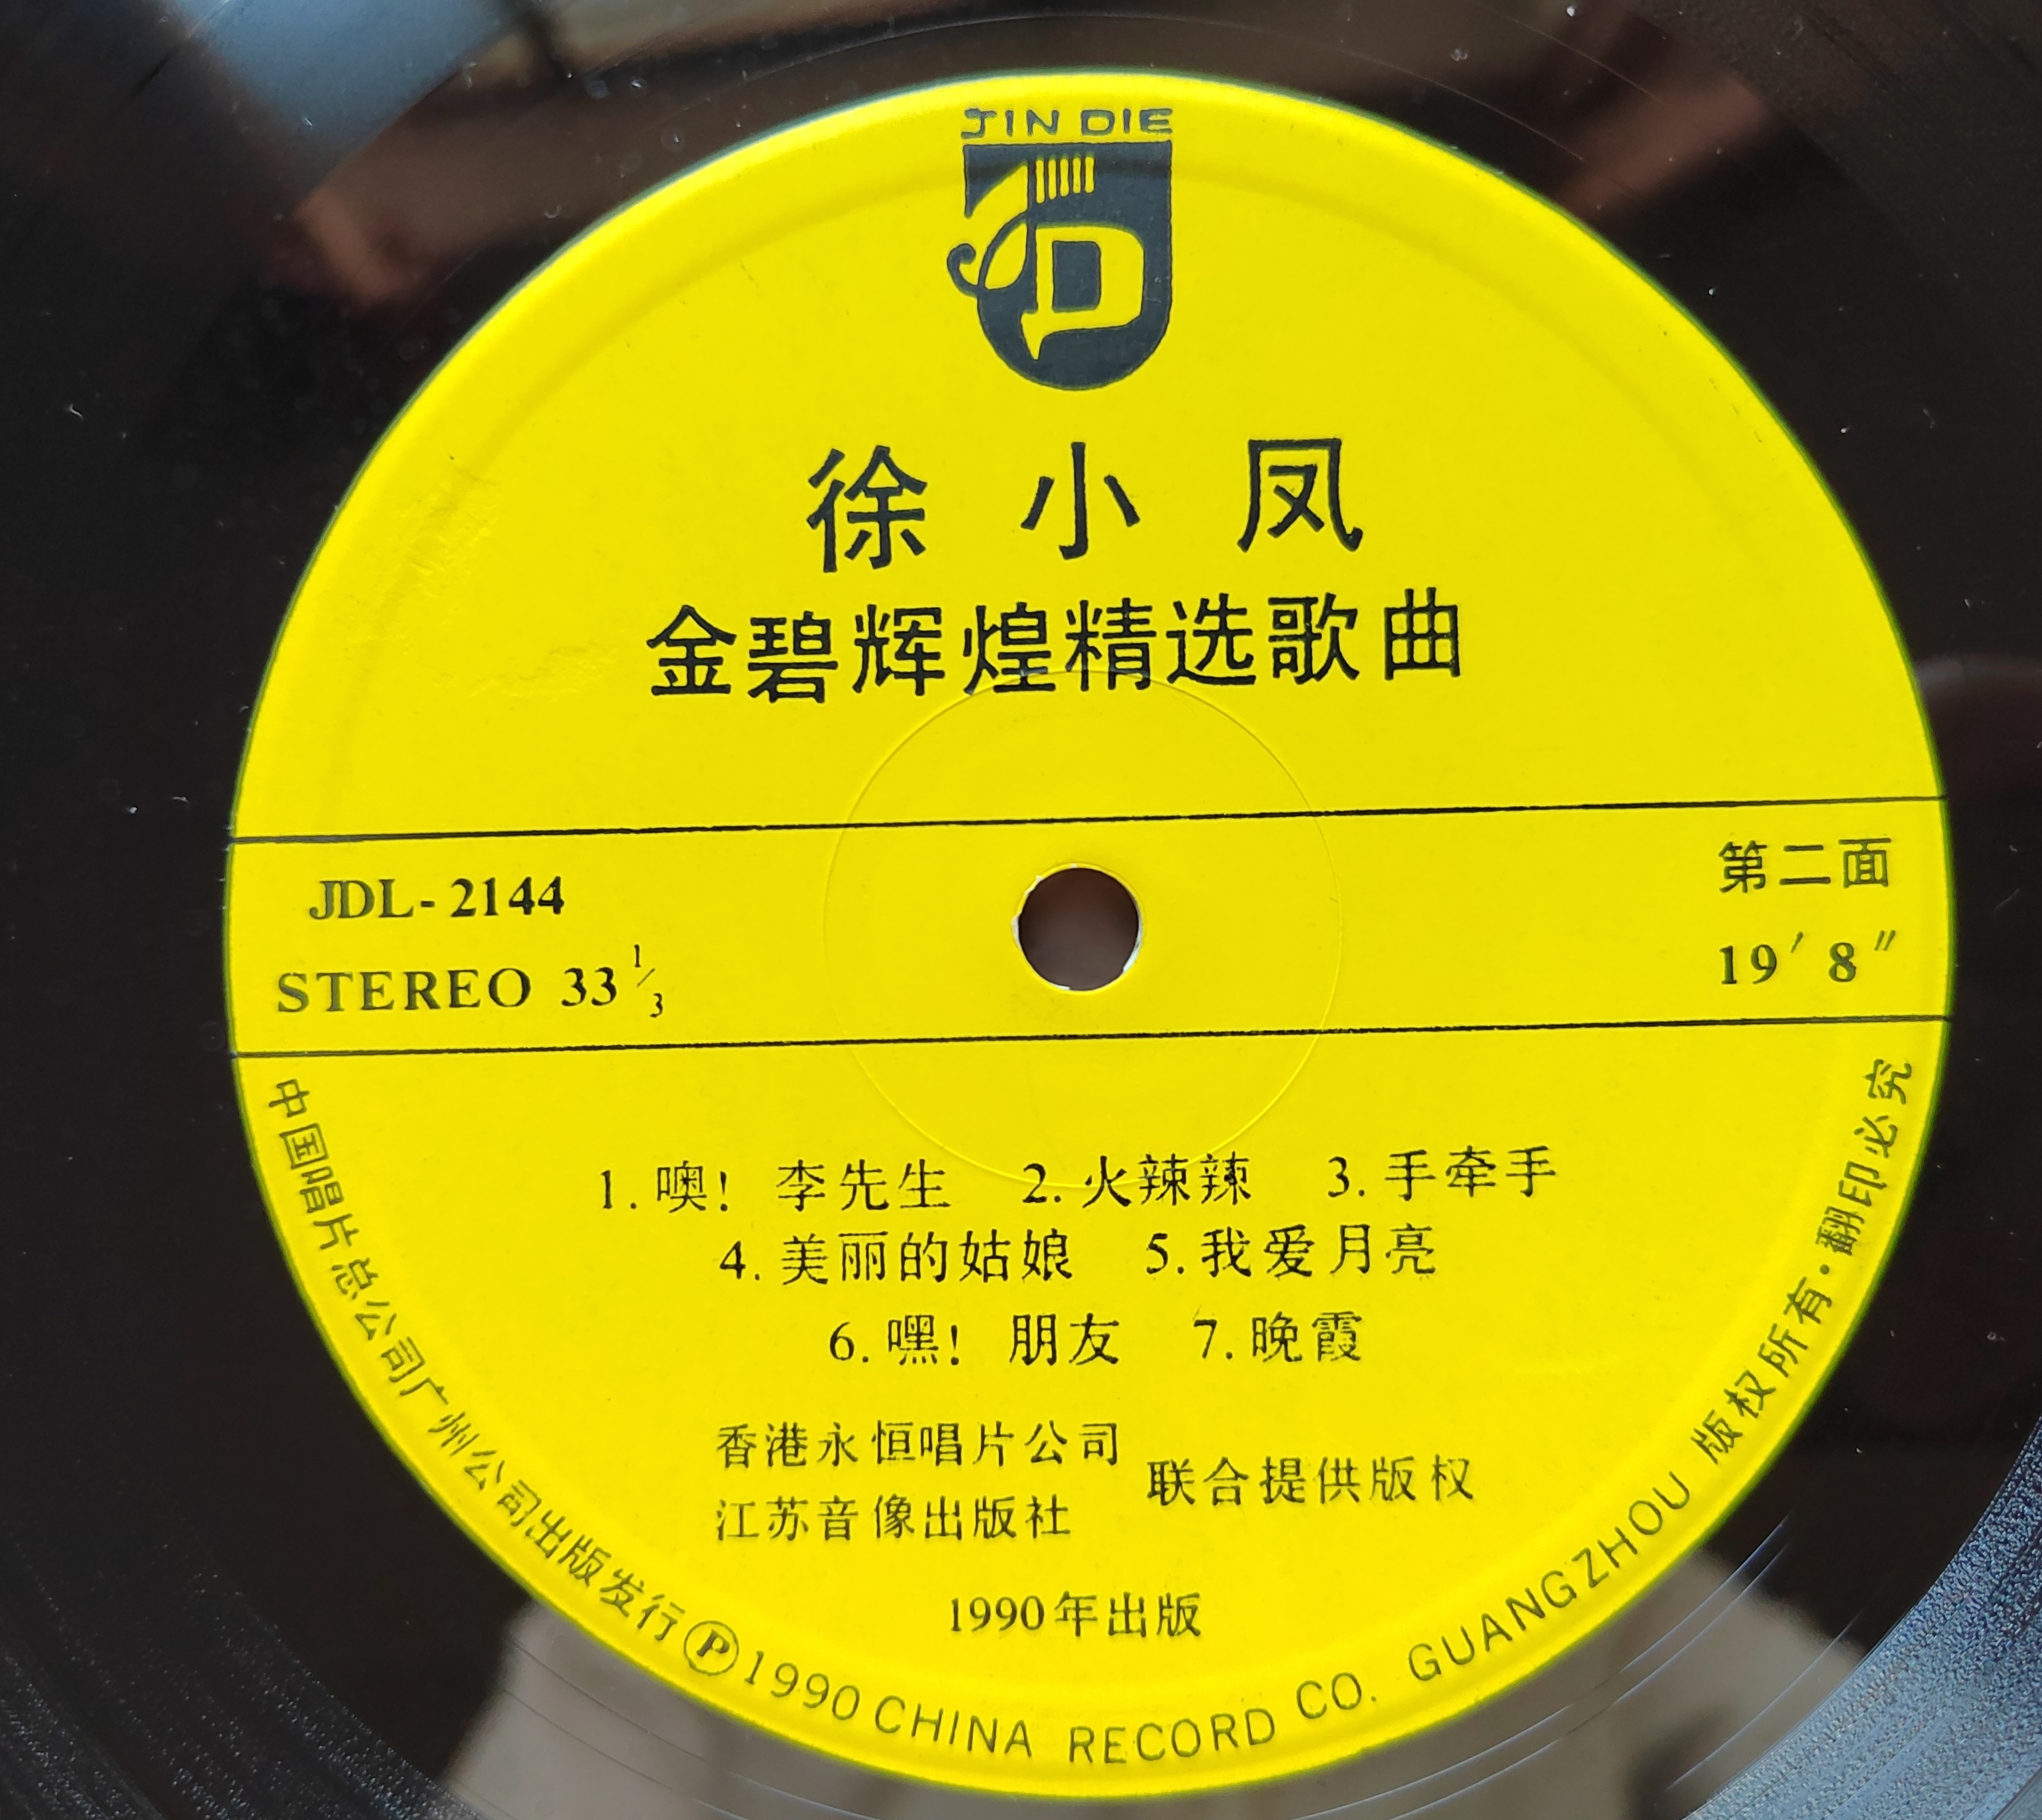 JIN DIE
徐小凤
金碧辉煌精选歌曲
JDL-2144
STEREO 33 1/3
第二面
19′ 8″
1. 噢！ 李先生 2. 火辣辣 3. 手牵手
4. 美丽的姑娘 5. 我爱月亮
6. 嘿！ 朋友 7. 晚霞
香港永恒唱片公司
江苏音像出版社
联合提供版权
1990年出版
中国唱片总公司广州公司出版发行 Ⓟ 1990 CHINA RECORD CO. GUANGZHOU 版权所有·翻印必究